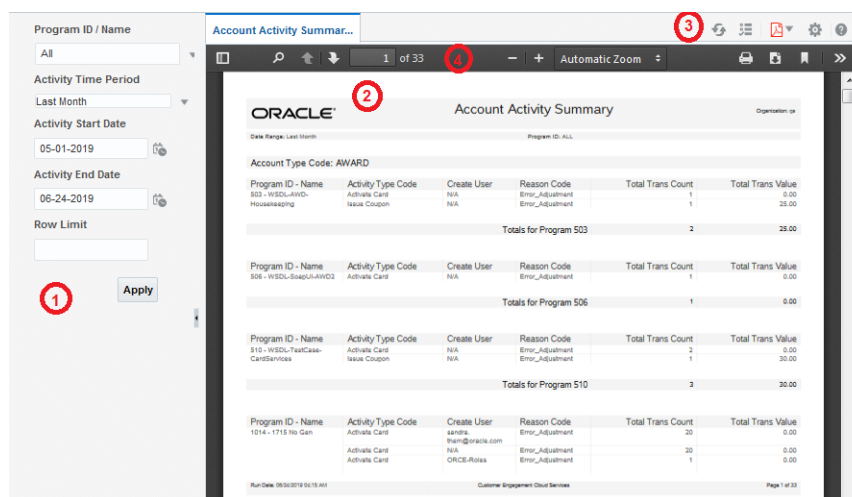 Program ID / Name
All
Activity Time Period
Last Month
Activity Start Date
05-01-2019
Activity End Date
06-24-2019
Row Limit
Apply
1
Account Activity Summar...
3
1 of 33
4
Automatic Zoom
2
ORACLE
Account Activity Summary
Organization: qa
Date Range: Last Month Program ID: ALL
Account Type Code: AWARD
Program ID - Name Activity Type Code Create User Reason Code Total Trans Count Total Trans Value
503 - WSDL-AWD- Activate Card N/A Error_Adjustment 1 0.00
Housekeeping Issue Coupon N/A Error_Adjustment 1 25.00
Totals for Program 503 2 25.00
Program ID - Name Activity Type Code Create User Reason Code Total Trans Count Total Trans Value
506 - WSDL-SoapUI-AWD2 Activate Card N/A Error_Adjustment 1 0.00
Totals for Program 506 1 0.00
Program ID - Name Activity Type Code Create User Reason Code Total Trans Count Total Trans Value
510 - WSDL-TestCase- Activate Card N/A Error_Adjustment 2 0.00
CardServices Issue Coupon N/A Error_Adjustment 1 30.00
Totals for Program 510 3 30.00
Program ID - Name Activity Type Code Create User Reason Code Total Trans Count Total Trans Value
1014 - 1715 No Gen Activate Card sandra. Error_Adjustment 20 0.00
them@oracle.com
Activate Card N/A Error_Adjustment 20 0.00
Activate Card ORCE-Roles Error_Adjustment 1 0.00
Run Date: 06/24/2019 04:15 AM Customer Engagement Cloud Services Page 1 of 33